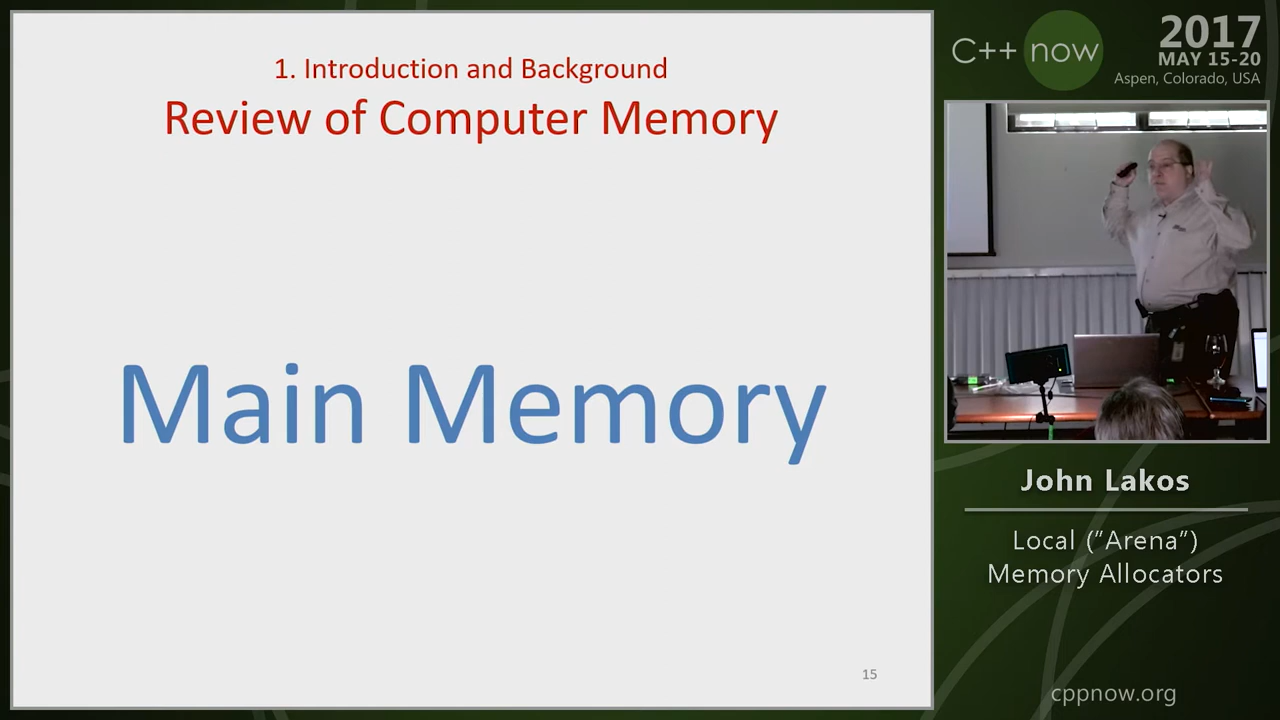 1. Introduction and Background
Review of Computer Memory
Main Memory
15
C++ now
2017
MAY 15-20
Aspen, Colorado, USA
John Lakos
Local ("Arena")
Memory Allocators
cppnow.org